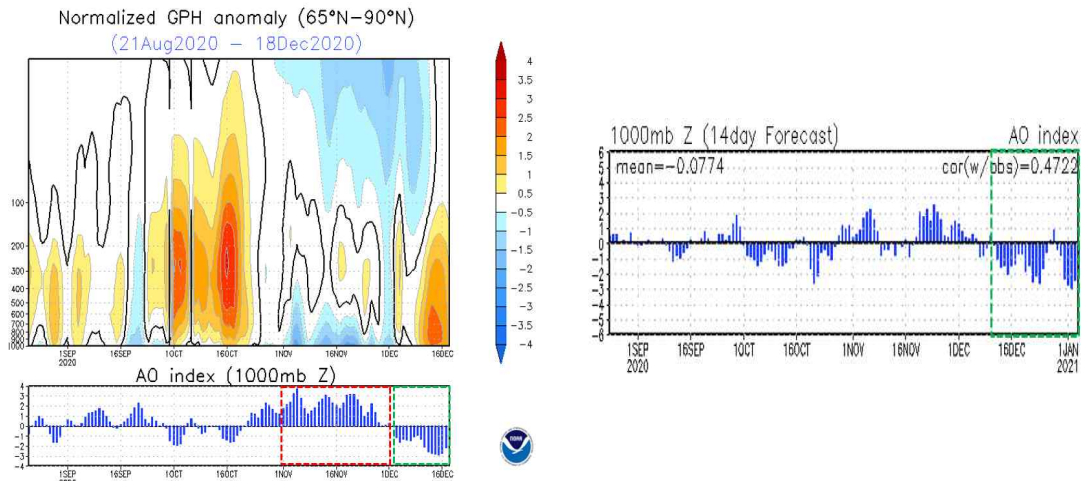 Normalized GPH anomaly (65°N−90°N)
(21Aug2020 − 18Dec2020)
100
200
300
400
500
600
700
800
900
1000
1SEP
2020
16SEP
1OCT
16OCT
1NOV
16NOV
1DEC
16DEC
4
3.5
3
2.5
2
1.5
1
0.5
−0.5
−1
−1.5
−2
−2.5
−3
−3.5
−4
AO index (1000mb Z)
4
3
2
1
0
−1
−2
−3
−4
1SEP
16SEP
1OCT
16OCT
1NOV
16NOV
1DEC
16DEC
1000mb Z (14day Forecast) AO index
mean=−0.0774 cor(w/obs)=0.4722
6
5
4
3
2
1
0
−1
−2
−3
−4
−5
−6
1SEP
2020
16SEP
1OCT
16OCT
1NOV
16NOV
1DEC
16DEC
1JAN
2021